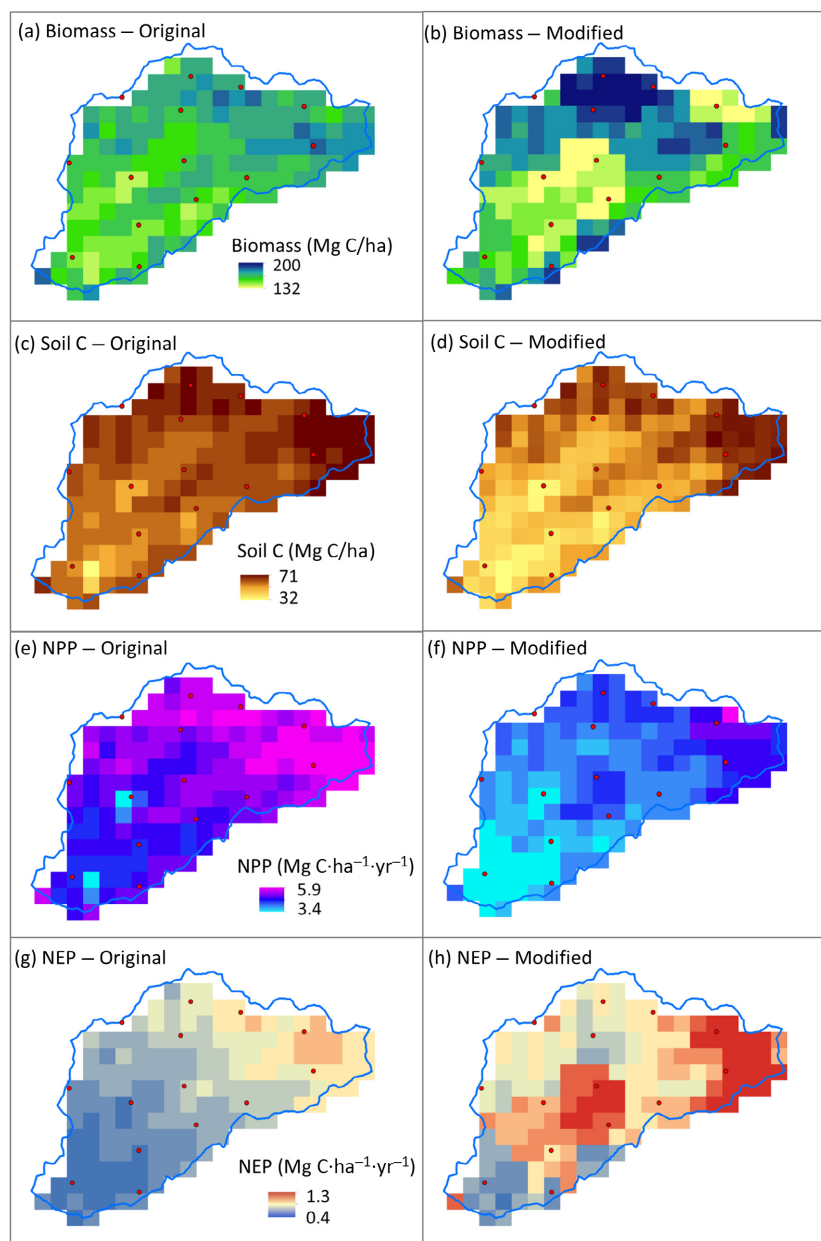 (a) Biomass – Original
(b) Biomass – Modified
Biomass (Mg C/ha)
200
132
(c) Soil C – Original
(d) Soil C – Modified
Soil C (Mg C/ha)
71
32
(e) NPP – Original
(f) NPP – Modified
NPP (Mg C·ha⁻¹·yr⁻¹)
5.9
3.4
(g) NEP – Original
(h) NEP – Modified
NEP (Mg C·ha⁻¹·yr⁻¹)
1.3
0.4